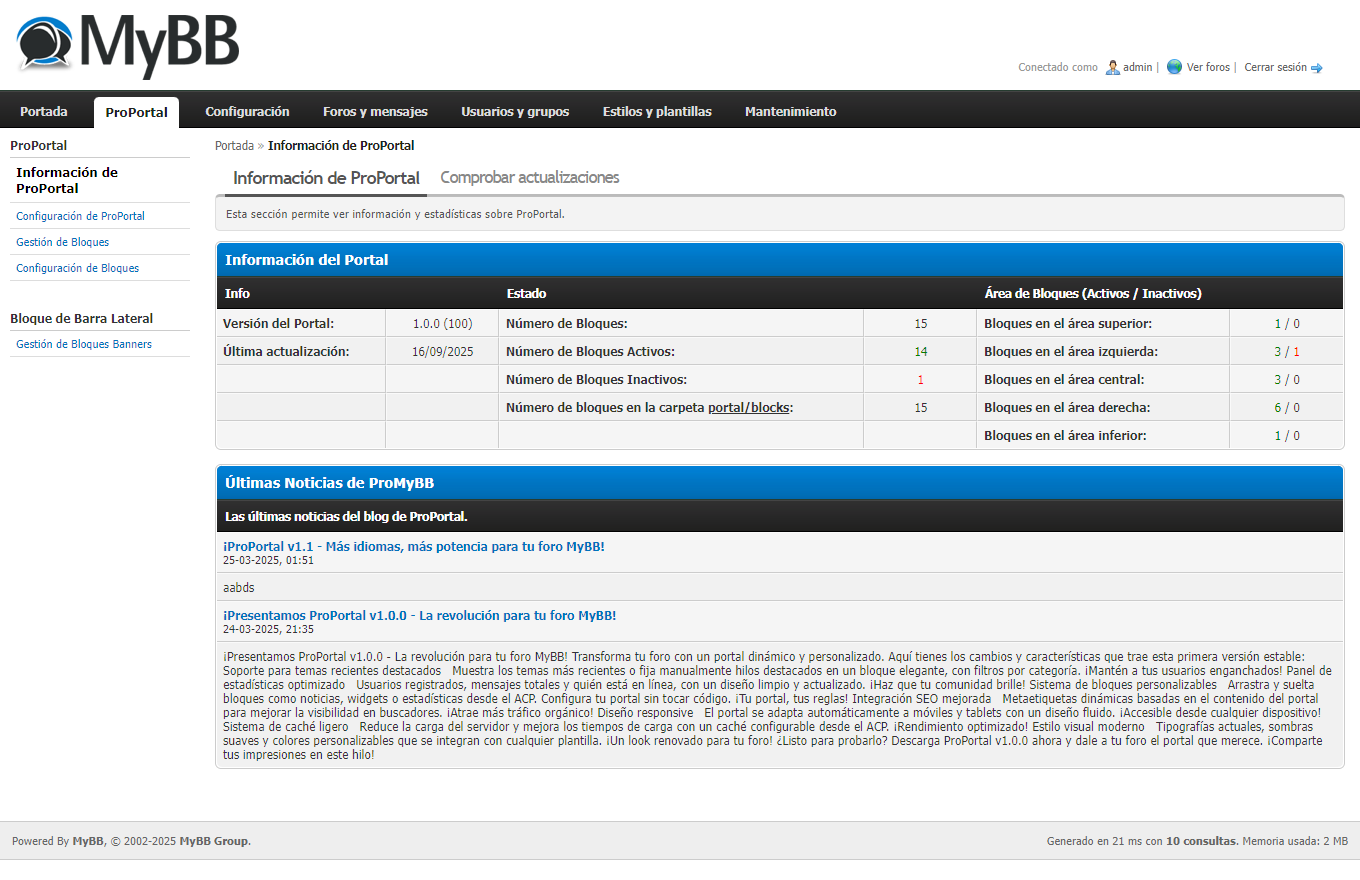 MyBB
Conectado como admin | Ver foros | Cerrar sesión
Portada ProPortal Configuración Foros y mensajes Usuarios y grupos Estilos y plantillas Mantenimiento
ProPortal
Información de
ProPortal
Configuración de ProPortal
Gestión de Bloques
Configuración de Bloques
Bloque de Barra Lateral
Gestión de Bloques Banners
Portada » Información de ProPortal
Información de ProPortal Comprobar actualizaciones
Esta sección permite ver información y estadísticas sobre ProPortal.
Información del Portal
Info Estado Área de Bloques (Activos / Inactivos)
Versión del Portal: 1.0.0 (100) Número de Bloques: 15 Bloques en el área superior: 1 / 0
Última actualización: 16/09/2025 Número de Bloques Activos: 14 Bloques en el área izquierda: 3 / 1
Número de Bloques Inactivos: 1 Bloques en el área central: 3 / 0
Número de bloques en la carpeta portal/blocks: 15 Bloques en el área derecha: 6 / 0
Bloques en el área inferior: 1 / 0
Últimas Noticias de ProMyBB
Las últimas noticias del blog de ProPortal.
¡ProPortal v1.1 - Más idiomas, más potencia para tu foro MyBB!
25-03-2025, 01:51
aabds
¡Presentamos ProPortal v1.0.0 - La revolución para tu foro MyBB!
24-03-2025, 21:35
¡Presentamos ProPortal v1.0.0 - La revolución para tu foro MyBB! Transforma tu foro con un portal dinámico y personalizado. Aquí tienes los cambios y características que trae esta primera versión estable:
Soporte para temas recientes destacados Muestra los temas más recientes o fija manualmente hilos destacados en un bloque elegante, con filtros por categoría. ¡Mantén a tus usuarios enganchados! Panel de
estadísticas optimizado Usuarios registrados, mensajes totales y quién está en línea, con un diseño limpio y actualizado. ¡Haz que tu comunidad brille! Sistema de bloques personalizables Arrastra y suelta
bloques como noticias, widgets o estadísticas desde el ACP. Configura tu portal sin tocar código. ¡Tu portal, tus reglas! Integración SEO mejorada Metaetiquetas dinámicas basadas en el contenido del portal
para mejorar la visibilidad en buscadores. ¡Atrae más tráfico orgánico! Diseño responsive El portal se adapta automáticamente a móviles y tablets con un diseño fluido. ¡Accesible desde cualquier dispositivo!
Sistema de caché ligero Reduce la carga del servidor y mejora los tiempos de carga con un caché configurable desde el ACP. ¡Rendimiento optimizado! Estilo visual moderno Tipografías actuales, sombras
suaves y colores personalizables que se integran con cualquier plantilla. ¡Un look renovado para tu foro! ¿Listo para probarlo? Descarga ProPortal v1.0.0 ahora y dale a tu foro el portal que merece. ¡Comparte
tus impresiones en este hilo!
Powered By MyBB, © 2002-2025 MyBB Group. Generado en 21 ms con 10 consultas. Memoria usada: 2 MB